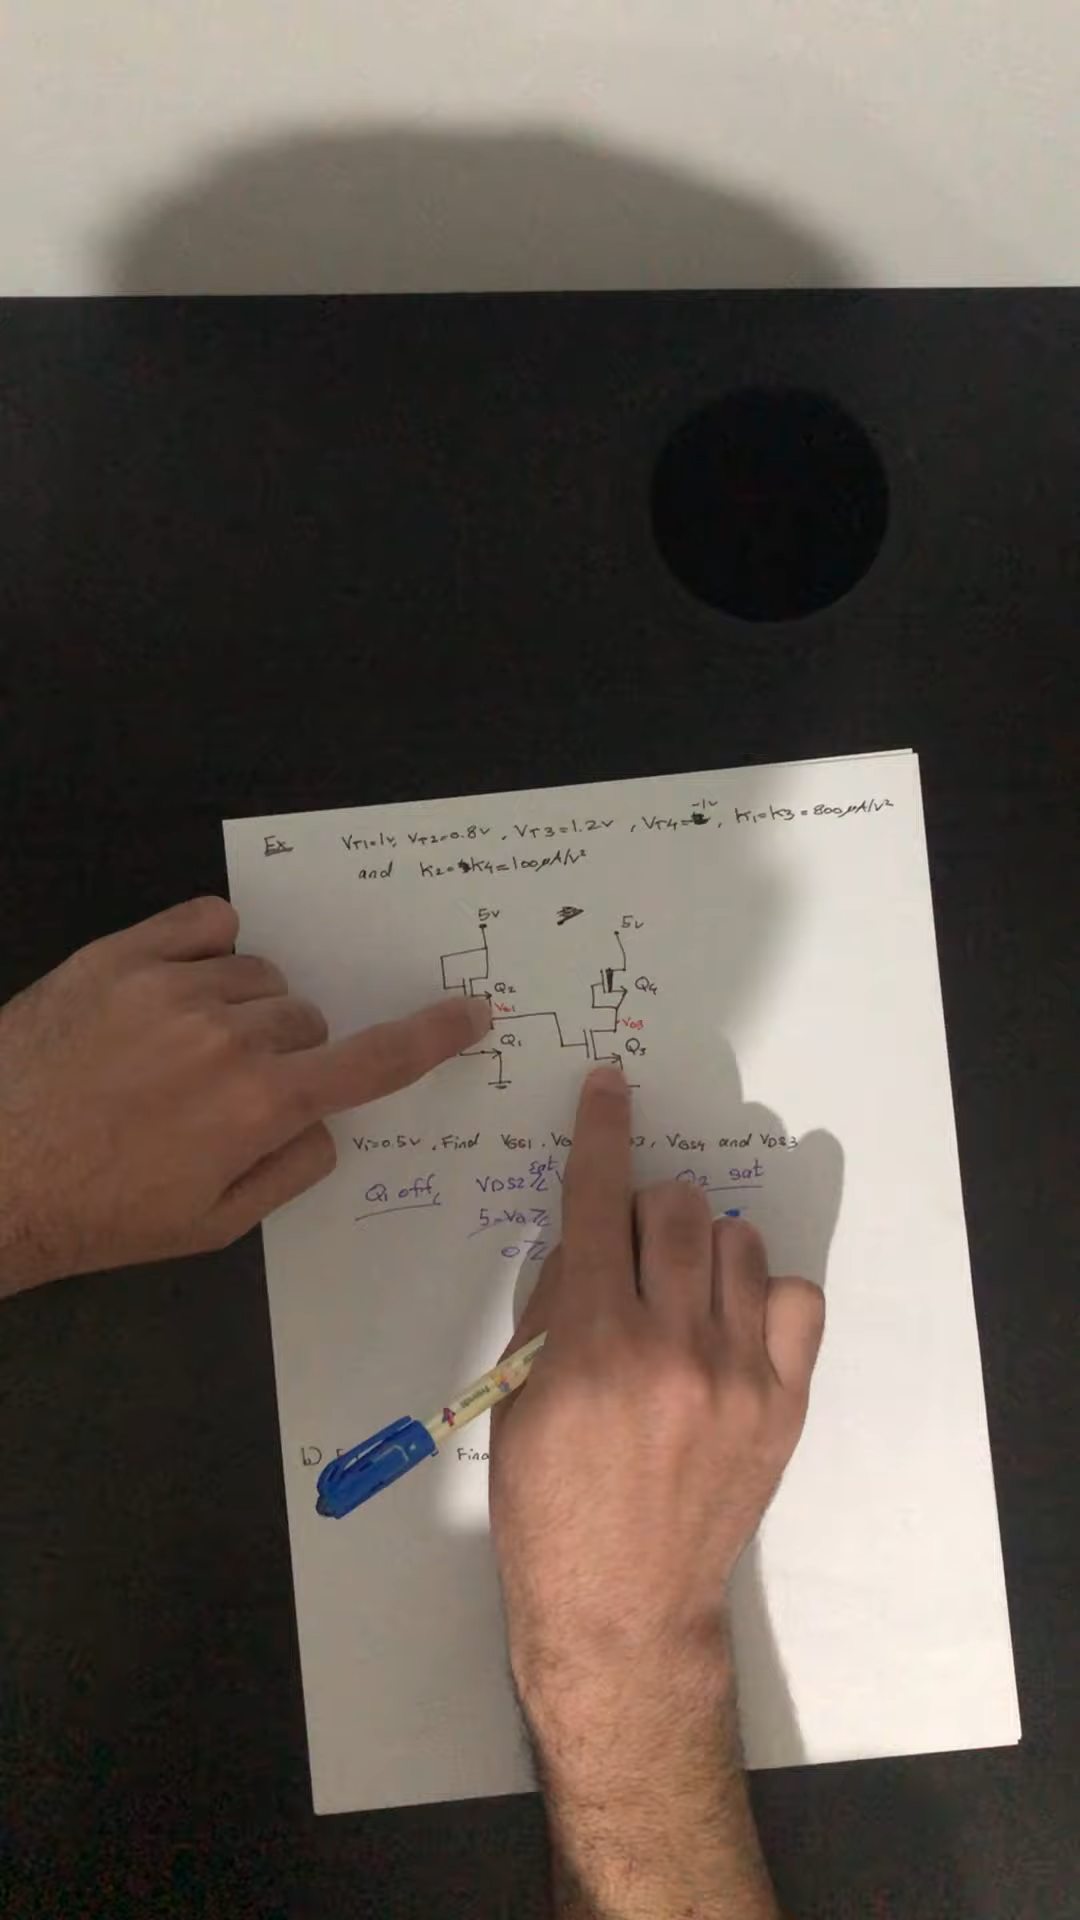 Ex VT1=1v, VT2=0.8v, VT3=1.2v, VT4=-1v, K1=K3=800μA/v²
and K2=K4=100μA/v²
5v
5v
Q2
Q4
Vo1
Vo3
Q1
Q3
Vi=0.5v, Find VGS1, VGS4 and VDS3
Q1 off, VDS2 ≥ Q2 sat
sat
5-Vo ≥
0 ≥
b) Find